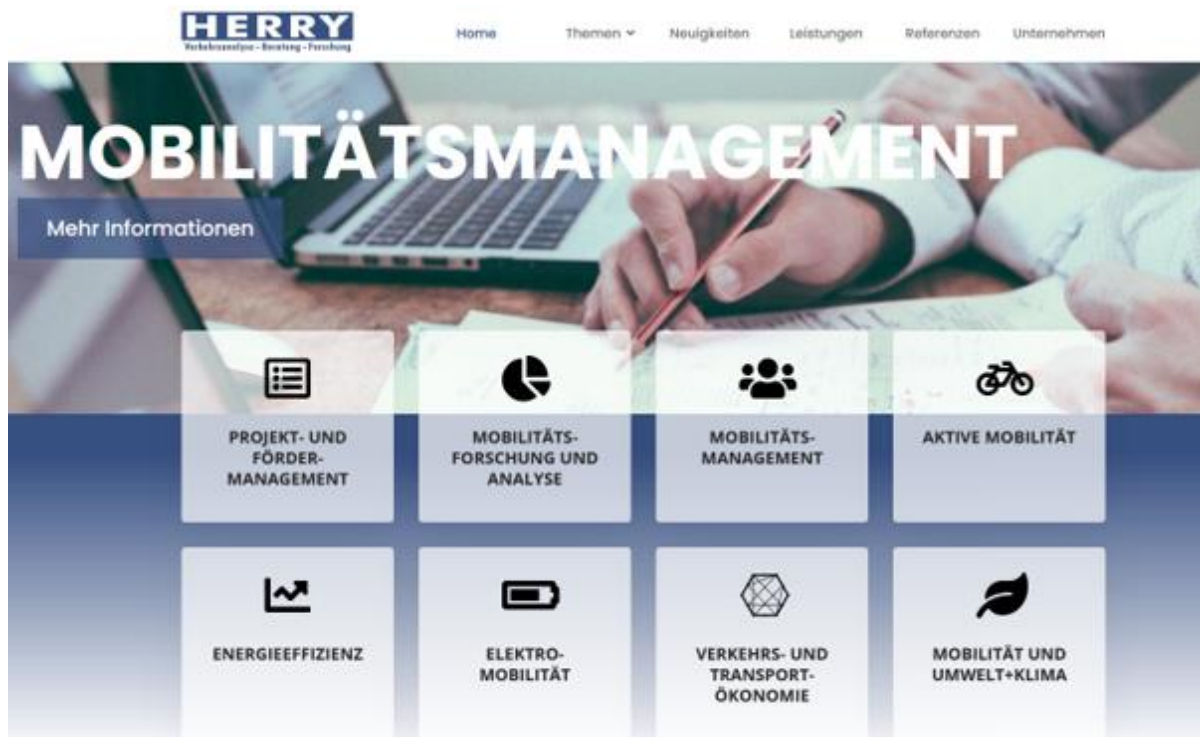 HERRY
Verkehrsanalyse - Beratung - Forschung
Home Themen Neuigkeiten Leistungen Referenzen Unternehmen
MOBILITÄTSMANAGEMENT
Mehr Informationen
PROJEKT- UND
FÖRDER-
MANAGEMENT
MOBILITÄTS-
FORSCHUNG UND
ANALYSE
MOBILITÄTS-
MANAGEMENT
AKTIVE MOBILITÄT
ENERGIEEFFIZIENZ
ELEKTRO-
MOBILITÄT
VERKEHRS- UND
TRANSPORT-
ÖKONOMIE
MOBILITÄT UND
UMWELT+KLIMA